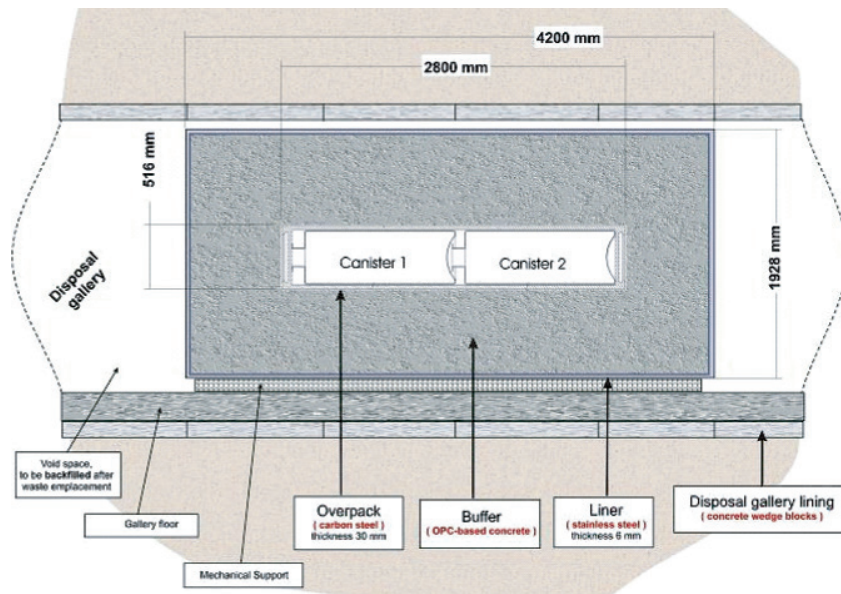 4200 mm
2800 mm
516 mm
1928 mm
Canister 1
Canister 2
Disposal
gallery
Void space,
to be backfilled after
waste emplacement
Gallery floor
Mechanical Support
Overpack
( carbon steel )
thickness 30 mm
Buffer
( OPC-based concrete )
Liner
( stainless steel )
thickness 6 mm
Disposal gallery lining
( concrete wedge blocks )